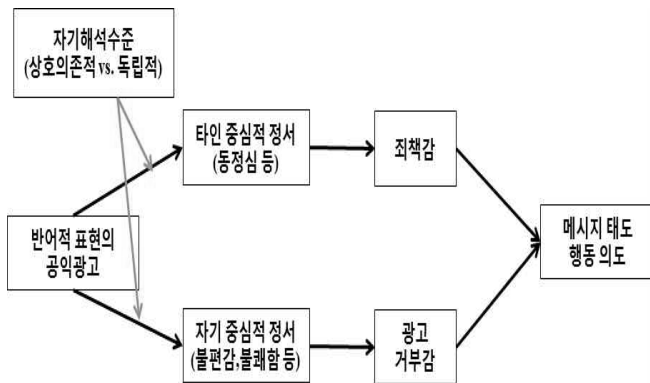 자기해석수준
(상호의존적 vs. 독립적)
타인 중심적 정서
(동정심 등)
죄책감
반어적 표현의
공익광고
메시지 태도
행동 의도
자기 중심적 정서
(불편감,불쾌함 등)
광고
거부감